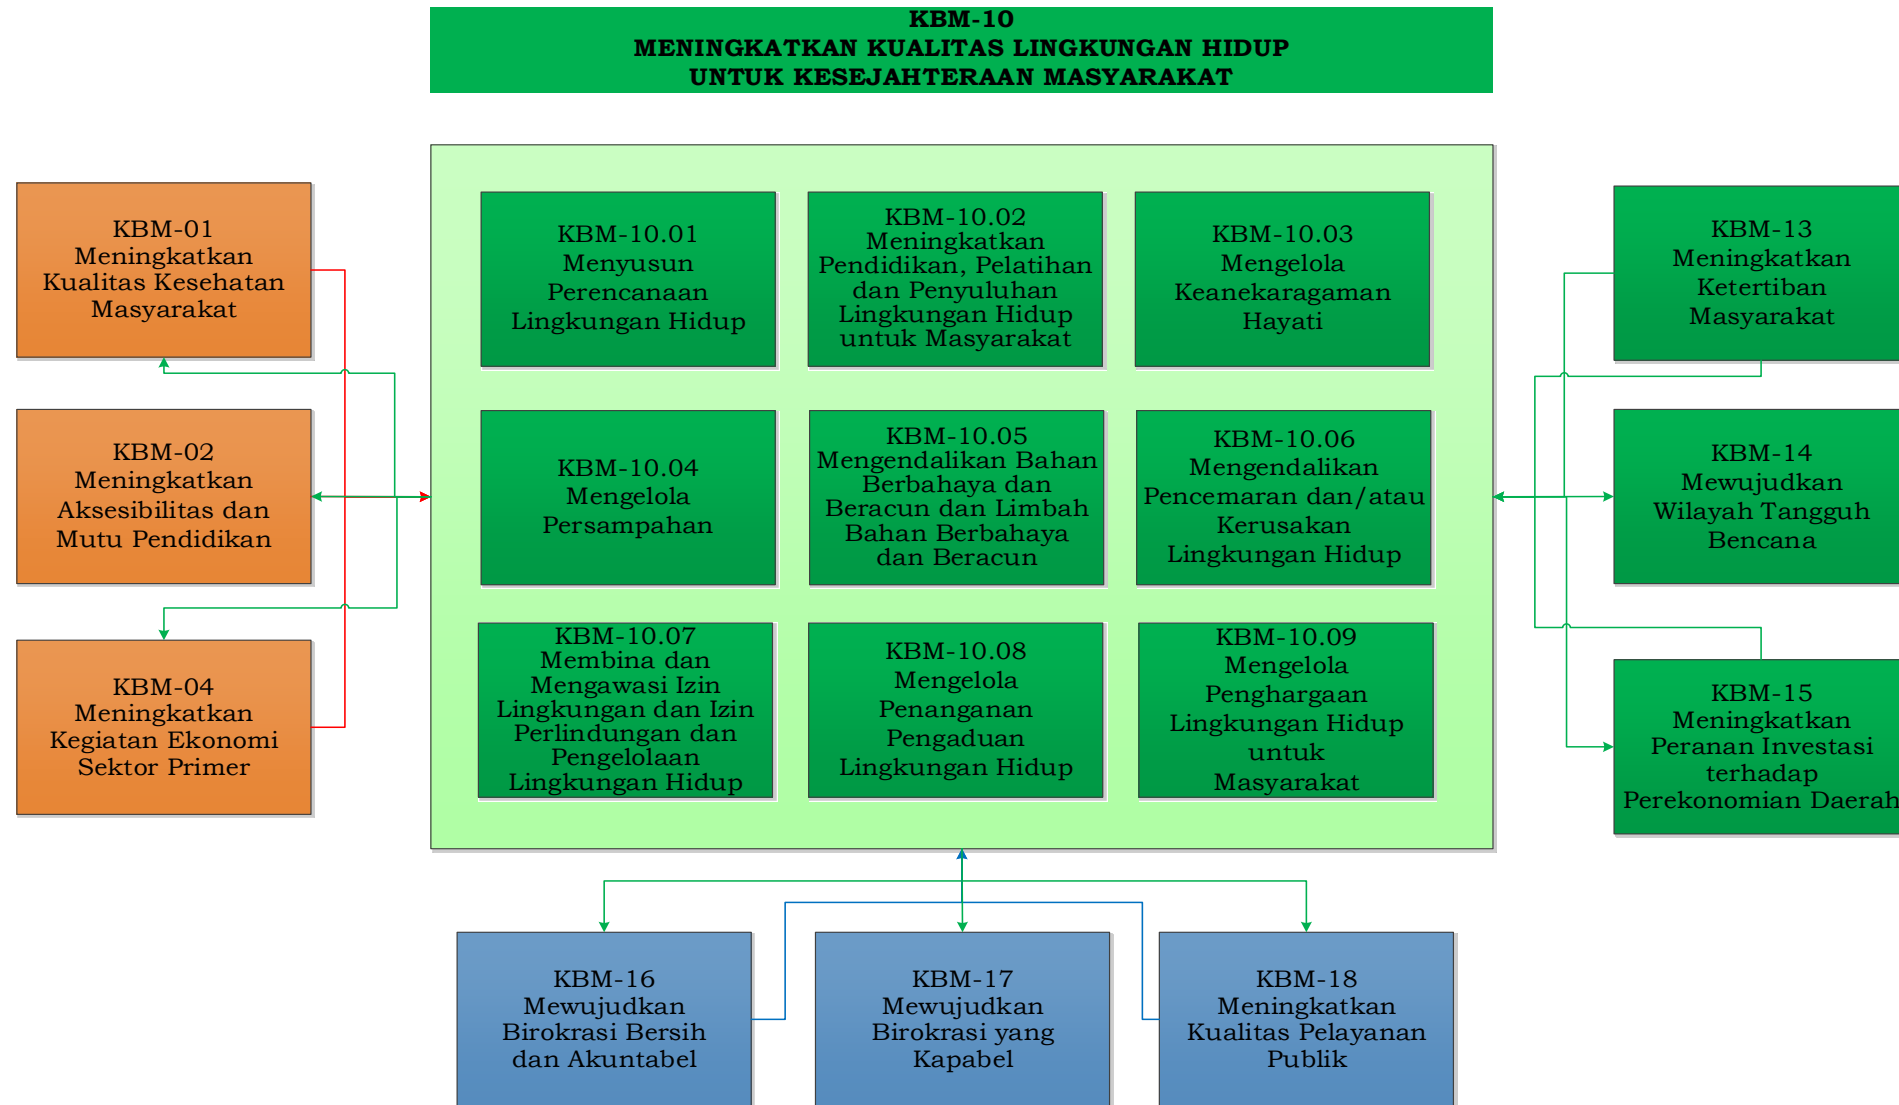 KBM-10
MENINGKATKAN KUALITAS LINGKUNGAN HIDUP
UNTUK KESEJAHTERAAN MASYARAKAT
KBM-01
Meningkatkan
Kualitas Kesehatan
Masyarakat
KBM-02
Meningkatkan
Aksesibilitas dan
Mutu Pendidikan
KBM-04
Meningkatkan
Kegiatan Ekonomi
Sektor Primer
KBM-10.01
Menyusun
Perencanaan
Lingkungan Hidup
KBM-10.02
Meningkatkan
Pendidikan, Pelatihan
dan Penyuluhan
Lingkungan Hidup
untuk Masyarakat
KBM-10.03
Mengelola
Keanekaragaman
Hayati
KBM-10.04
Mengelola
Persampahan
KBM-10.05
Mengendalikan Bahan
Berbahaya dan
Beracun dan Limbah
Bahan Berbahaya
dan Beracun
KBM-10.06
Mengendalikan
Pencemaran dan/atau
Kerusakan
Lingkungan Hidup
KBM-10.07
Membina dan
Mengawasi Izin
Lingkungan dan Izin
Perlindungan dan
Pengelolaan
Lingkungan Hidup
KBM-10.08
Mengelola
Penanganan
Pengaduan
Lingkungan Hidup
KBM-10.09
Mengelola
Penghargaan
Lingkungan Hidup
untuk
Masyarakat
KBM-13
Meningkatkan
Ketertiban
Masyarakat
KBM-14
Mewujudkan
Wilayah Tangguh
Bencana
KBM-15
Meningkatkan
Peranan Investasi
terhadap
Perekonomian Daerah
KBM-16
Mewujudkan
Birokrasi Bersih
dan Akuntabel
KBM-17
Mewujudkan
Birokrasi yang
Kapabel
KBM-18
Meningkatkan
Kualitas Pelayanan
Publik